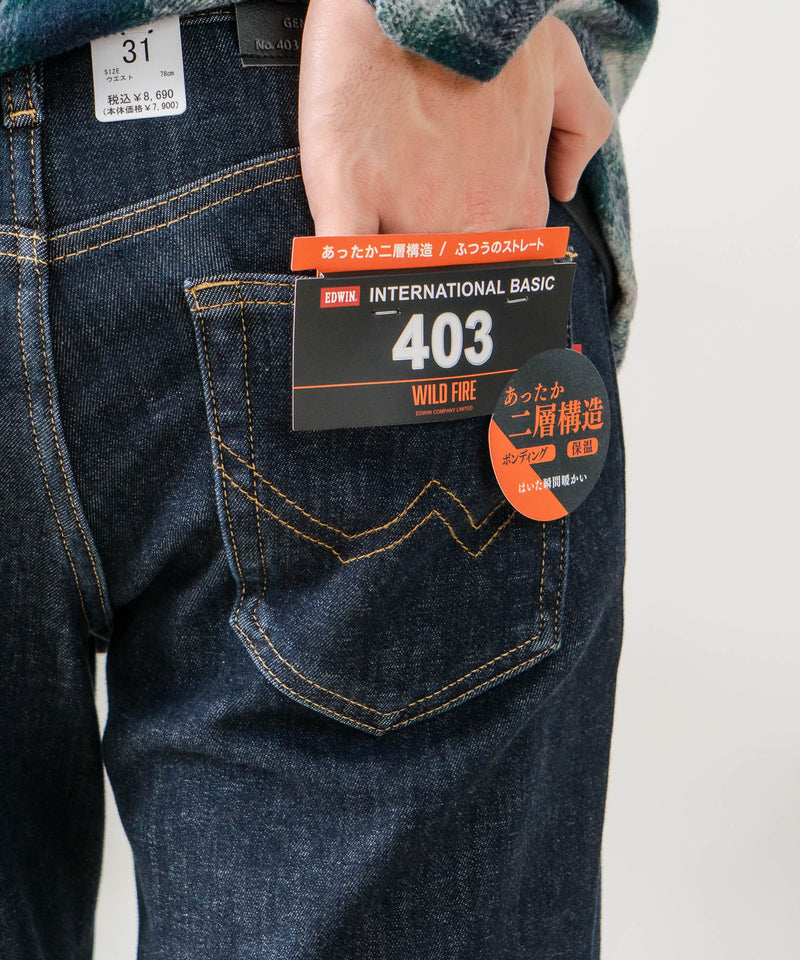 31
SIZE
ウエスト 78cm
税込￥8,690
(本体価格￥7,900)
No.403
あったか二層構造 / ふつうのストレート
EDWIN. INTERNATIONAL BASIC
403
WILD FIRE
EDWIN COMPANY LIMITED
あったか
二層構造
ボンディング 保温
はいた瞬間暖かい